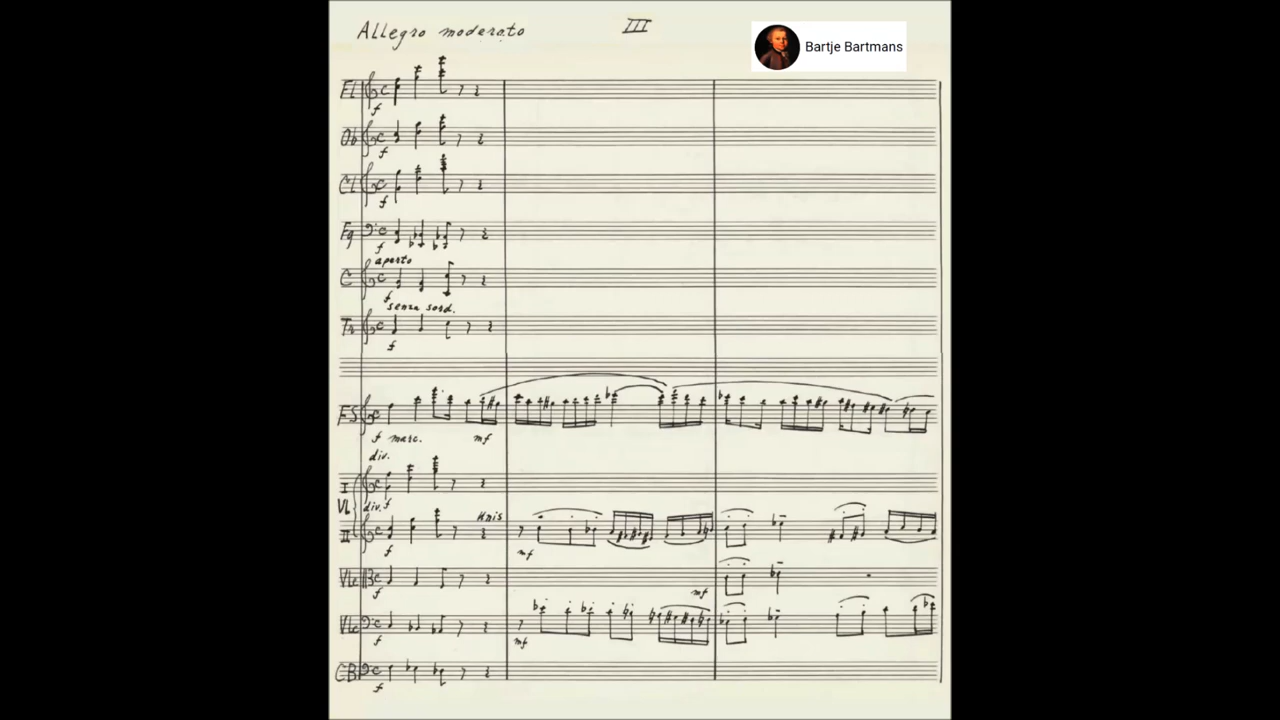 Allegro moderato III
Bartje Bartmans
Fl
f
Ob
f
Cl
f
Fg
f
aperto
C
f
senza sord.
Tr
f
FS
f marc. mf
div.
I
VL div. f
unis
II
f mf
Vle
f mf
Vlc
f mf
CB
f